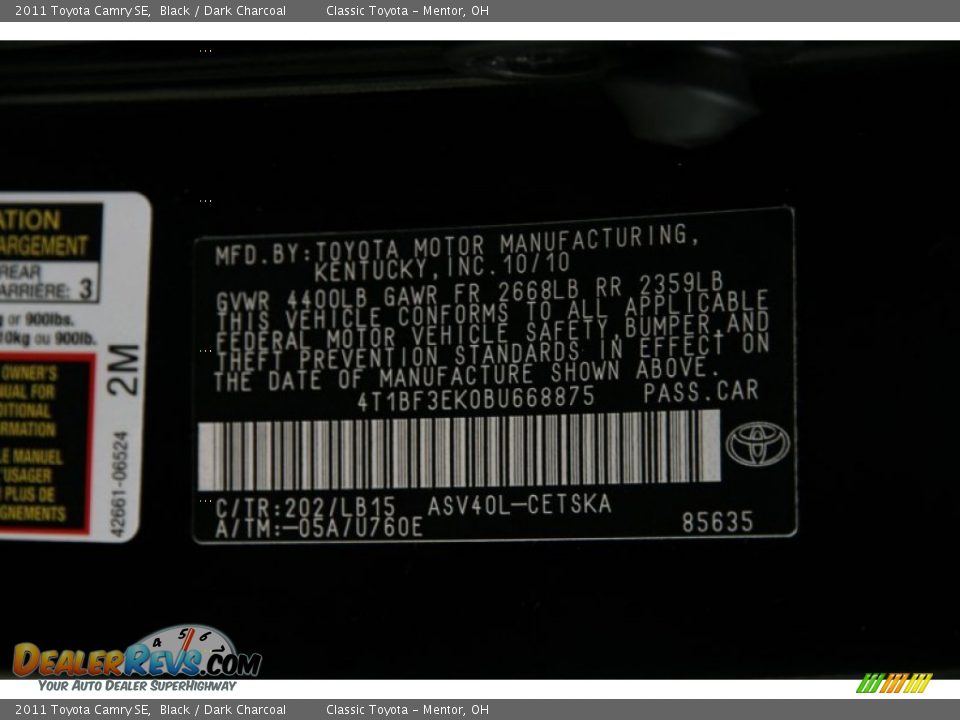 2011 Toyota Camry SE, Black / Dark Charcoal Classic Toyota - Mentor, OH
ATION
ARGEMENT
REAR
ARRIÈRE: 3
g or 900lbs.
10kg ou 900lb.
OWNER'S
NUAL FOR
DITIONAL
RMATION
LE MANUEL
'USAGER
PLUS DE
GNEMENTS
2M
42661-06524
MFD.BY:TOYOTA MOTOR MANUFACTURING,
KENTUCKY,INC.10/10
GVWR 4400LB GAWR FR 2668LB RR 2359LB
THIS VEHICLE CONFORMS TO ALL APPLICABLE
FEDERAL MOTOR VEHICLE SAFETY,BUMPER,AND
THEFT PREVENTION STANDARDS IN EFFECT ON
THE DATE OF MANUFACTURE SHOWN ABOVE.
4T1BF3EK0BU668875 PASS.CAR
C/TR:202/LB15 ASV40L-CETSKA
A/TM:-05A/U760E 85635
4 5 6
DEALERREVS.COM
YOUR AUTO DEALER SUPERHIGHWAY
2011 Toyota Camry SE, Black / Dark Charcoal Classic Toyota - Mentor, OH